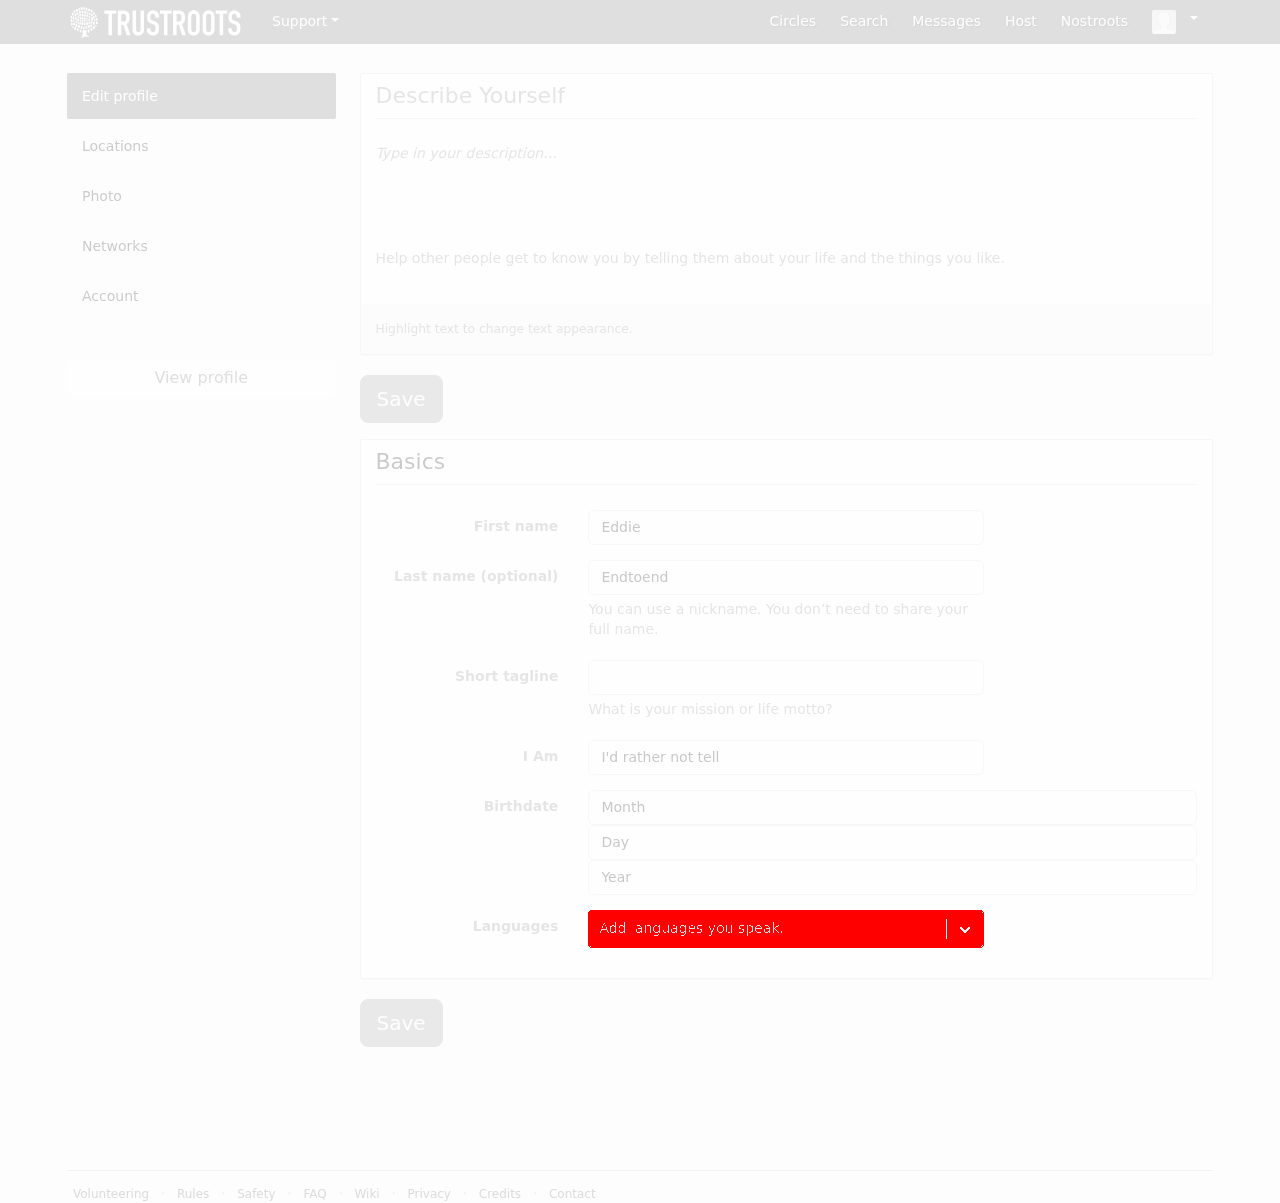 TRUSTROOTS Support Circles Search Messages Host Nostroots
Edit profile
Locations
Photo
Networks
Account
View profile
Describe Yourself
Type in your description...
Help other people get to know you by telling them about your life and the things you like.
Highlight text to change text appearance.
Save
Basics
First name Eddie
Last name (optional) Endtoend
You can use a nickname. You don't need to share your
full name.
Short tagline
What is your mission or life motto?
I Am I'd rather not tell
Birthdate Month
Day
Year
Languages Add languages you speak.
Save
Volunteering · Rules · Safety · FAQ · Wiki · Privacy · Credits · Contact